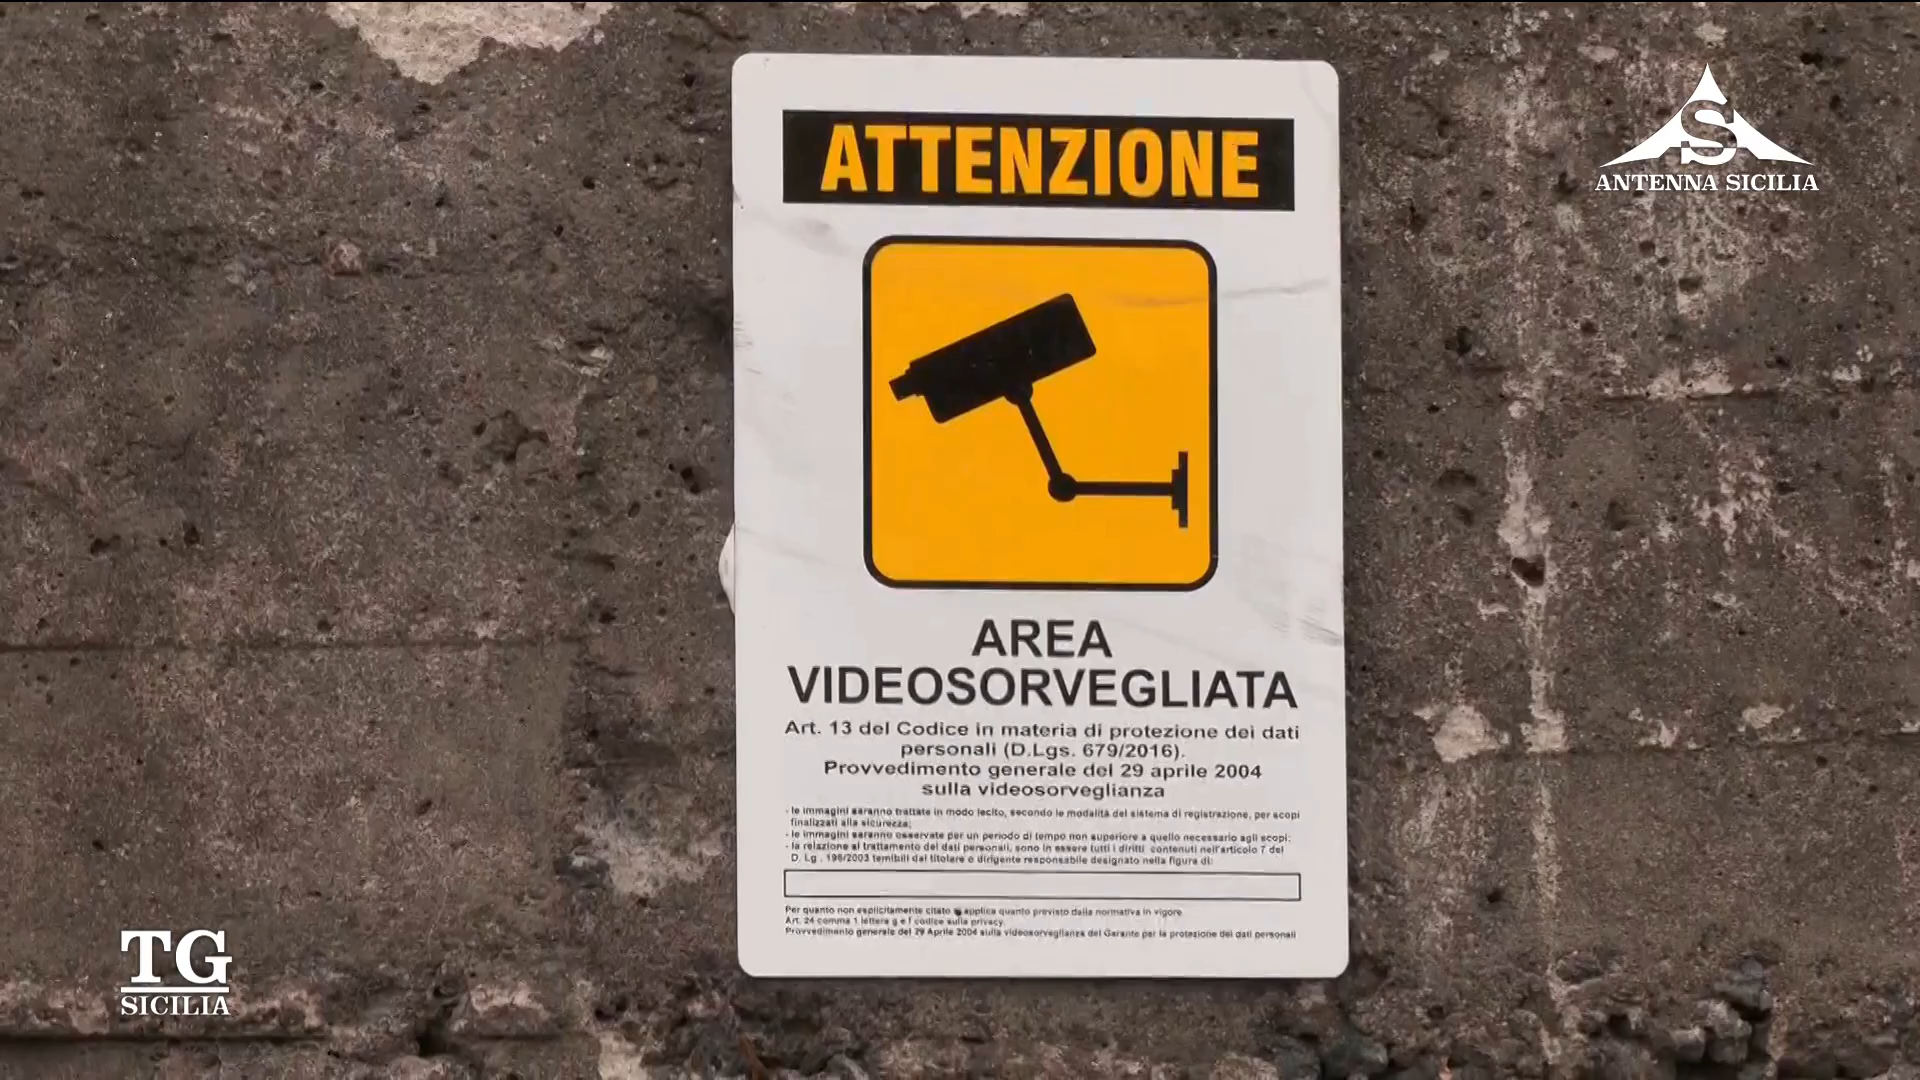 ATTENZIONE
ANTENNA SICILIA
AREA
VIDEOSORVEGLIATA
Art. 13 del Codice in materia di protezione dei dati
personali (D.Lgs. 679/2016).
Provvedimento generale del 29 aprile 2004
sulla videosorveglianza
- le immagini saranno trattate in modo lecito, secondo le modalità del sistema di registrazione, per scopi
finalizzati alla sicurezza;
- le immagini saranno osservate per un periodo di tempo non superiore a quello necessario agli scopi;
- la relazione al trattamento dei dati personali, sono in essere tutti i diritti contenuti nell'articolo 7 del
D. Lg . 196/2003 temibili dal titolare o dirigente responsabile designato nella figura di:
Per quanto non esplicitamente citato si applica quanto previsto dalla normativa in vigore
Art. 24 comma 1 lettera g e f codice sulla privacy.
Provvedimento generale del 29 Aprile 2004 sulla videosorveglianza del Garante per la protezione dei dati personali
TG
SICILIA